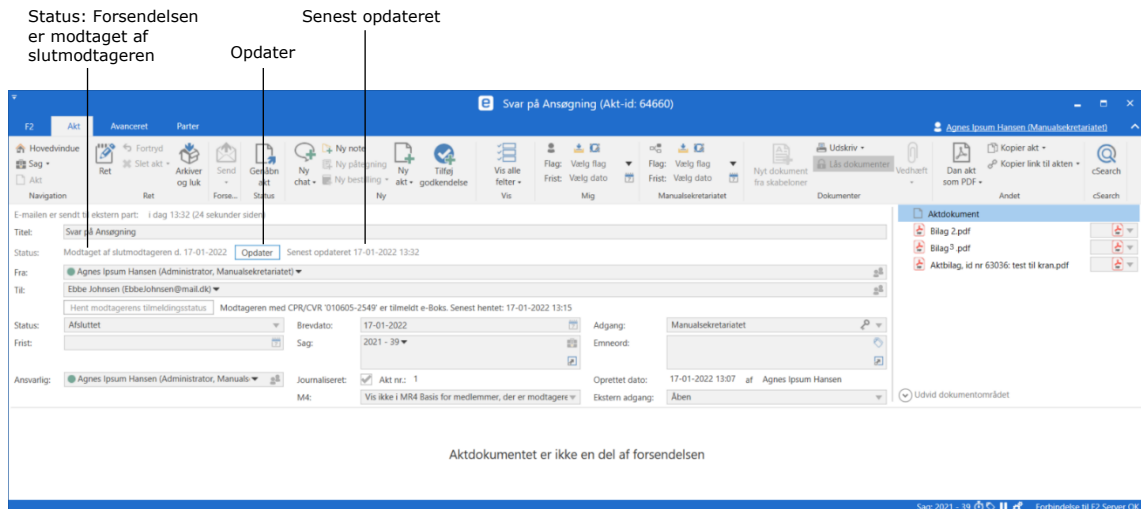 Status: Forsendelsen
er modtaget af
slutmodtageren
Opdater
Senest opdateret
Svar på Ansøgning (Akt-id: 64660)
F2 Akt Avanceret Parter
Agnes Ipsum Hansen (Manualsekretariatet)
Hovedvindue
Sag
Akt
Navigation
Ret
Fortryd
Slet akt
Arkiver
og luk
Ret
Send
Forse...
Genåbn
akt
Status
Ny
chat
Ny note
Ny påtegning
Ny bestilling
Ny
akt
Tilføj
godkendelse
Ny
Vis alle
felter
Vis
Flag: Vælg flag
Frist: Vælg dato
Mig
Flag: Vælg flag
Frist: Vælg dato
Manualsekretariatet
Nyt dokument
fra skabeloner
Udskriv
Lås dokumenter
Dokumenter
Vedhæft
Dan akt
som PDF
Kopier akt
Kopier link til akten
Andet
cSearch
cSearch
E-mailen er sendt til ekstern part: i dag 13:32 (24 sekunder siden)
Titel: Svar på Ansøgning
Status: Modtaget af slutmodtageren d. 17-01-2022 Opdater Senest opdateret 17-01-2022 13:32
Fra: Agnes Ipsum Hansen (Administrator, Manualsekretariatet)
Til: Ebbe Johnsen (EbbeJohnsen@mail.dk)
Hent modtagerens tilmeldingsstatus Modtageren med CPR/CVR '010605-2549' er tilmeldt e-Boks. Senest hentet: 17-01-2022 13:15
Status: Afsluttet Brevdato: 17-01-2022 Adgang: Manualsekretariatet
Frist: Sag: 2021 - 39 Emneord:
Ansvarlig: Agnes Ipsum Hansen (Administrator, Manuals Journaliseret: Akt nr.: 1 Oprettet dato: 17-01-2022 13:07 af Agnes Ipsum Hansen
M4: Vis ikke i MR4 Basis for medlemmer, der er modtagere Ekstern adgang: Åben
Aktdokument
Bilag 2.pdf
Bilag3 .pdf
Aktbilag, id nr 63036: test til kran.pdf
Udvid dokumentområdet
Aktdokumentet er ikke en del af forsendelsen
Sag: 2021 - 39 Forbindelse til F2 Server OK